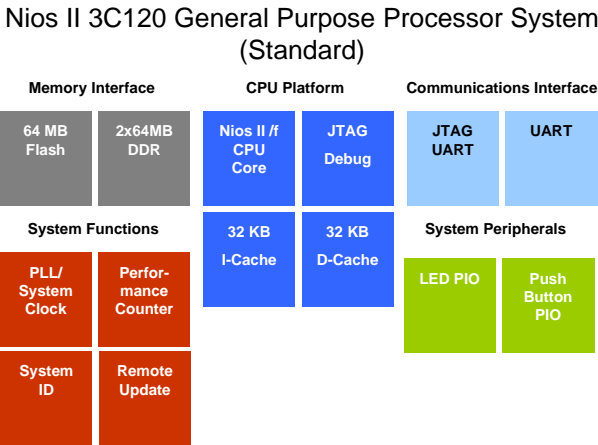 Nios II 3C120 General Purpose Processor System
(Standard)
Memory Interface
CPU Platform
Communications Interface
64 MB
Flash
2x64MB
DDR
Nios II /f
CPU
Core
JTAG
Debug
JTAG
UART
UART
System Functions
32 KB
I-Cache
32 KB
D-Cache
System Peripherals
PLL/
System
Clock
Perfor-
mance
Counter
LED PIO
Push
Button
PIO
System
ID
Remote
Update